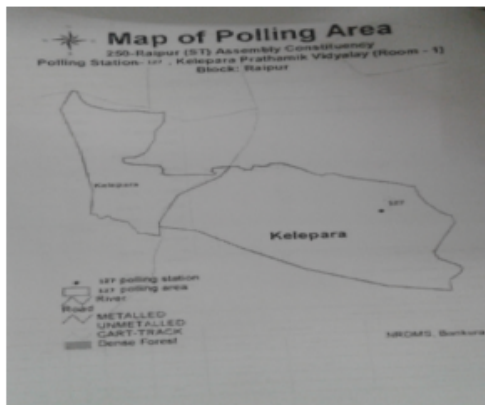 Map of Polling Area
250-Raipur (ST) Assembly Constituency
Polling Station- 127 , Kelepara Prathamik Vidyalay (Room - 1)
Block: Raipur
Kelepara
127
Kelepara
127 polling station
127 polling area
River
Road
METALLED
UNMETALLED
CART-TRACK
Dense Forest
NRDMS, Bankura